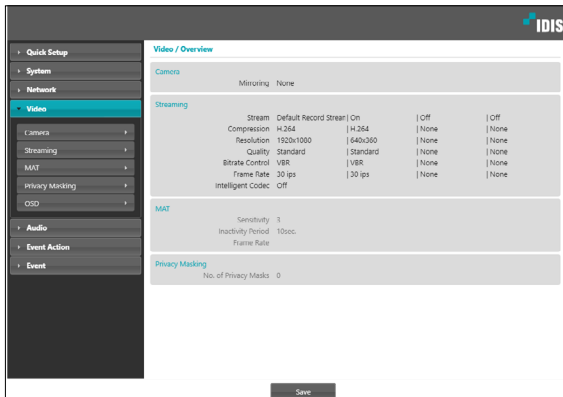 IDIS
Quick Setup
System
Network
Video
Camera
Streaming
MAT
Privacy Masking
OSD
Audio
Event Action
Event
Video / Overview
Camera
Mirroring None
Streaming
Stream Default Record Stream | On | Off | Off
Compression H.264 | H.264 | None | None
Resolution 1920x1000 | 640x360 | None | None
Quality Standard | Standard | None | None
Bitrate Control VBR | VBR | None | None
Frame Rate 30 ips | 30 ips | None | None
Intelligent Codec Off
MAT
Sensitivity 3
Inactivity Period 10sec.
Frame Rate
Privacy Masking
No. of Privacy Masks 0
Save